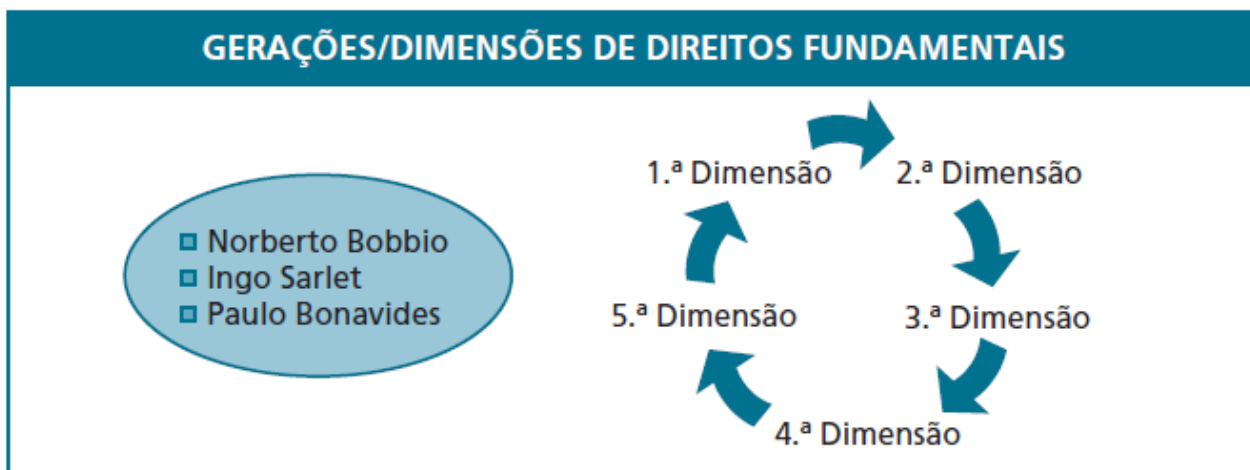 GERAÇÕES/DIMENSÕES DE DIREITOS FUNDAMENTAIS
Norberto Bobbio
Ingo Sarlet
Paulo Bonavides
1.ª Dimensão
2.ª Dimensão
3.ª Dimensão
4.ª Dimensão
5.ª Dimensão